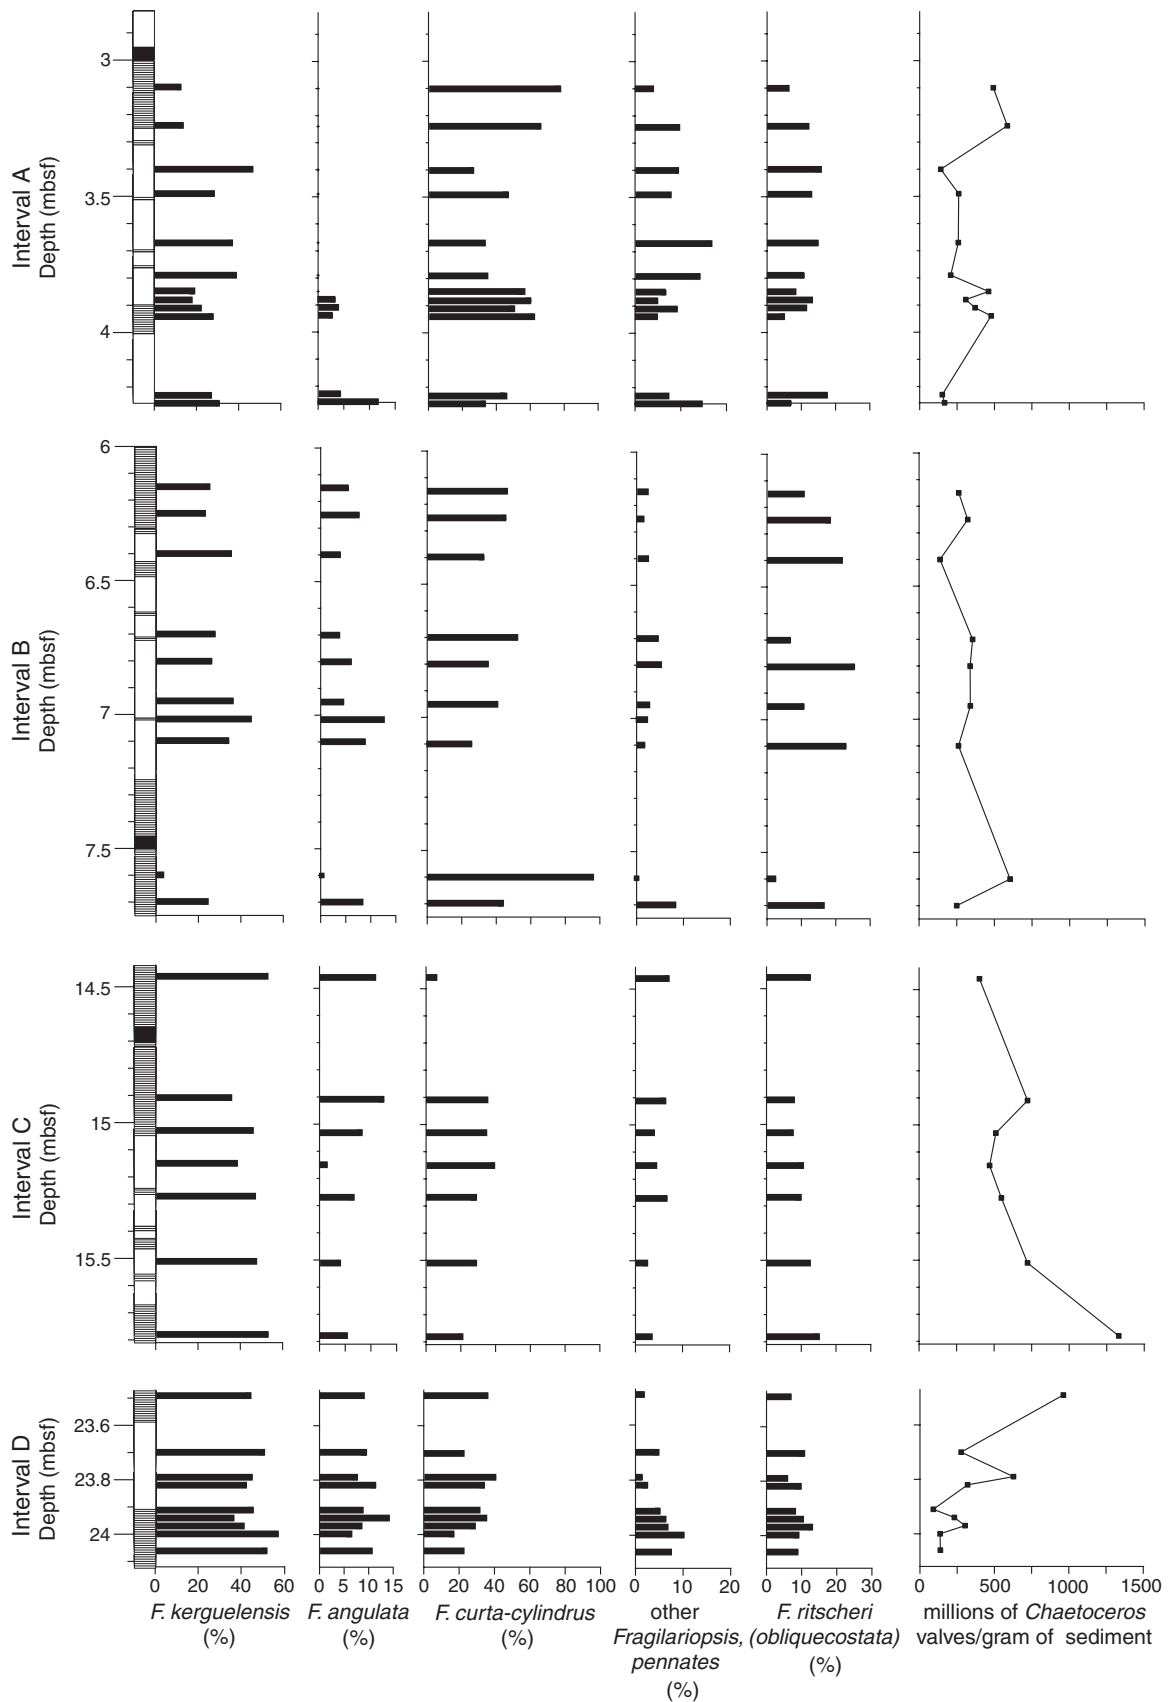 Interval A
Depth (mbsf)
3
3.5
4
Interval B
Depth (mbsf)
6
6.5
7
7.5
Interval C
Depth (mbsf)
14.5
15
15.5
Interval D
Depth (mbsf)
23.6
23.8
24
0 20 40 60
0 5 10 15
0 20 40 60 80 100
0 10 20
0 10 20 30
0 500 1000 1500
F. kerguelensis
(%)
F. angulata
(%)
F. curta-cylindrus
(%)
other
Fragilariopsis,
pennates
(%)
F. ritscheri
(obliquecostata)
(%)
millions of Chaetoceros
valves/gram of sediment